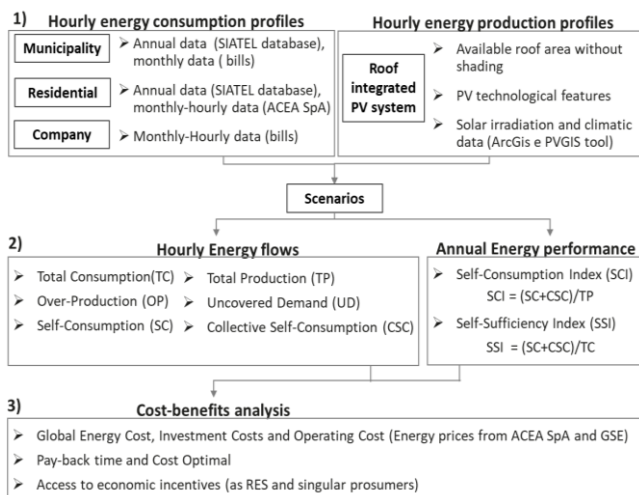 1)
Hourly energy consumption profiles
Municipality
➢ Annual data (SIATEL database),
monthly data ( bills)
Residential
➢ Annual data (SIATEL database),
monthly-hourly data (ACEA SpA)
Company
➢ Monthly-Hourly data (bills)
Hourly energy production profiles
Roof
integrated
PV system
➢ Available roof area without
shading
➢ PV technological features
➢ Solar irradiation and climatic
data (ArcGis e PVGIS tool)
Scenarios
2)
Hourly Energy flows
➢ Total Consumption(TC)
➢ Over-Production (OP)
➢ Self-Consumption (SC)
➢ Total Production (TP)
➢ Uncovered Demand (UD)
➢ Collective Self-Consumption (CSC)
Annual Energy performance
➢ Self-Consumption Index (SCI)
SCI = (SC+CSC)/TP
➢ Self-Sufficiency Index (SSI)
SSI = (SC+CSC)/TC
3)
Cost-benefits analysis
➢ Global Energy Cost, Investment Costs and Operating Cost (Energy prices from ACEA SpA and GSE)
➢ Pay-back time and Cost Optimal
➢ Access to economic incentives (as RES and singular prosumers)